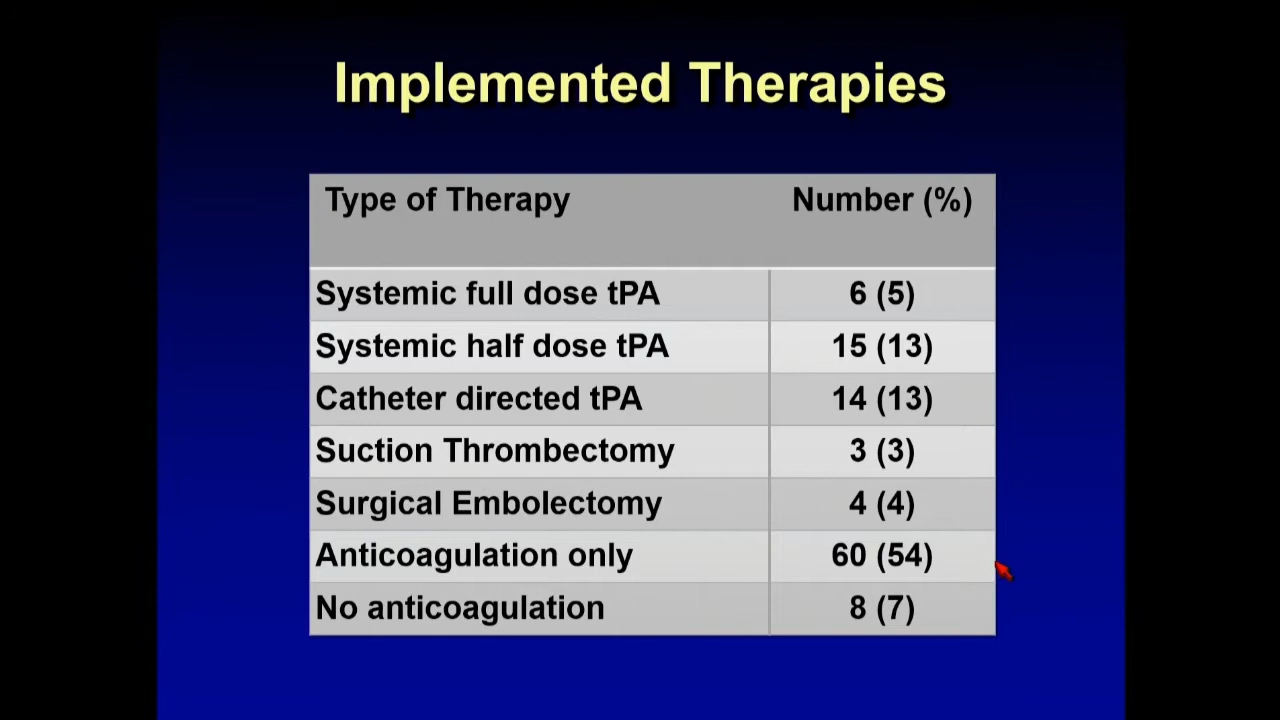 Implemented Therapies
Type of Therapy Number (%)
Systemic full dose tPA 6 (5)
Systemic half dose tPA 15 (13)
Catheter directed tPA 14 (13)
Suction Thrombectomy 3 (3)
Surgical Embolectomy 4 (4)
Anticoagulation only 60 (54)
No anticoagulation 8 (7)